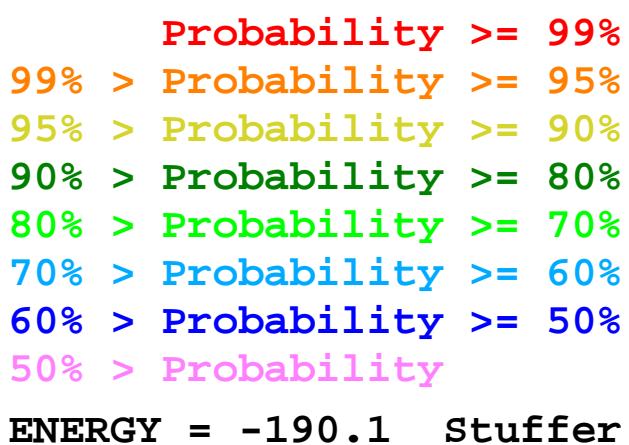 Probability >= 99%
99% > Probability >= 95%
95% > Probability >= 90%
90% > Probability >= 80%
80% > Probability >= 70%
70% > Probability >= 60%
60% > Probability >= 50%
50% > Probability
ENERGY = -190.1  Stuffer